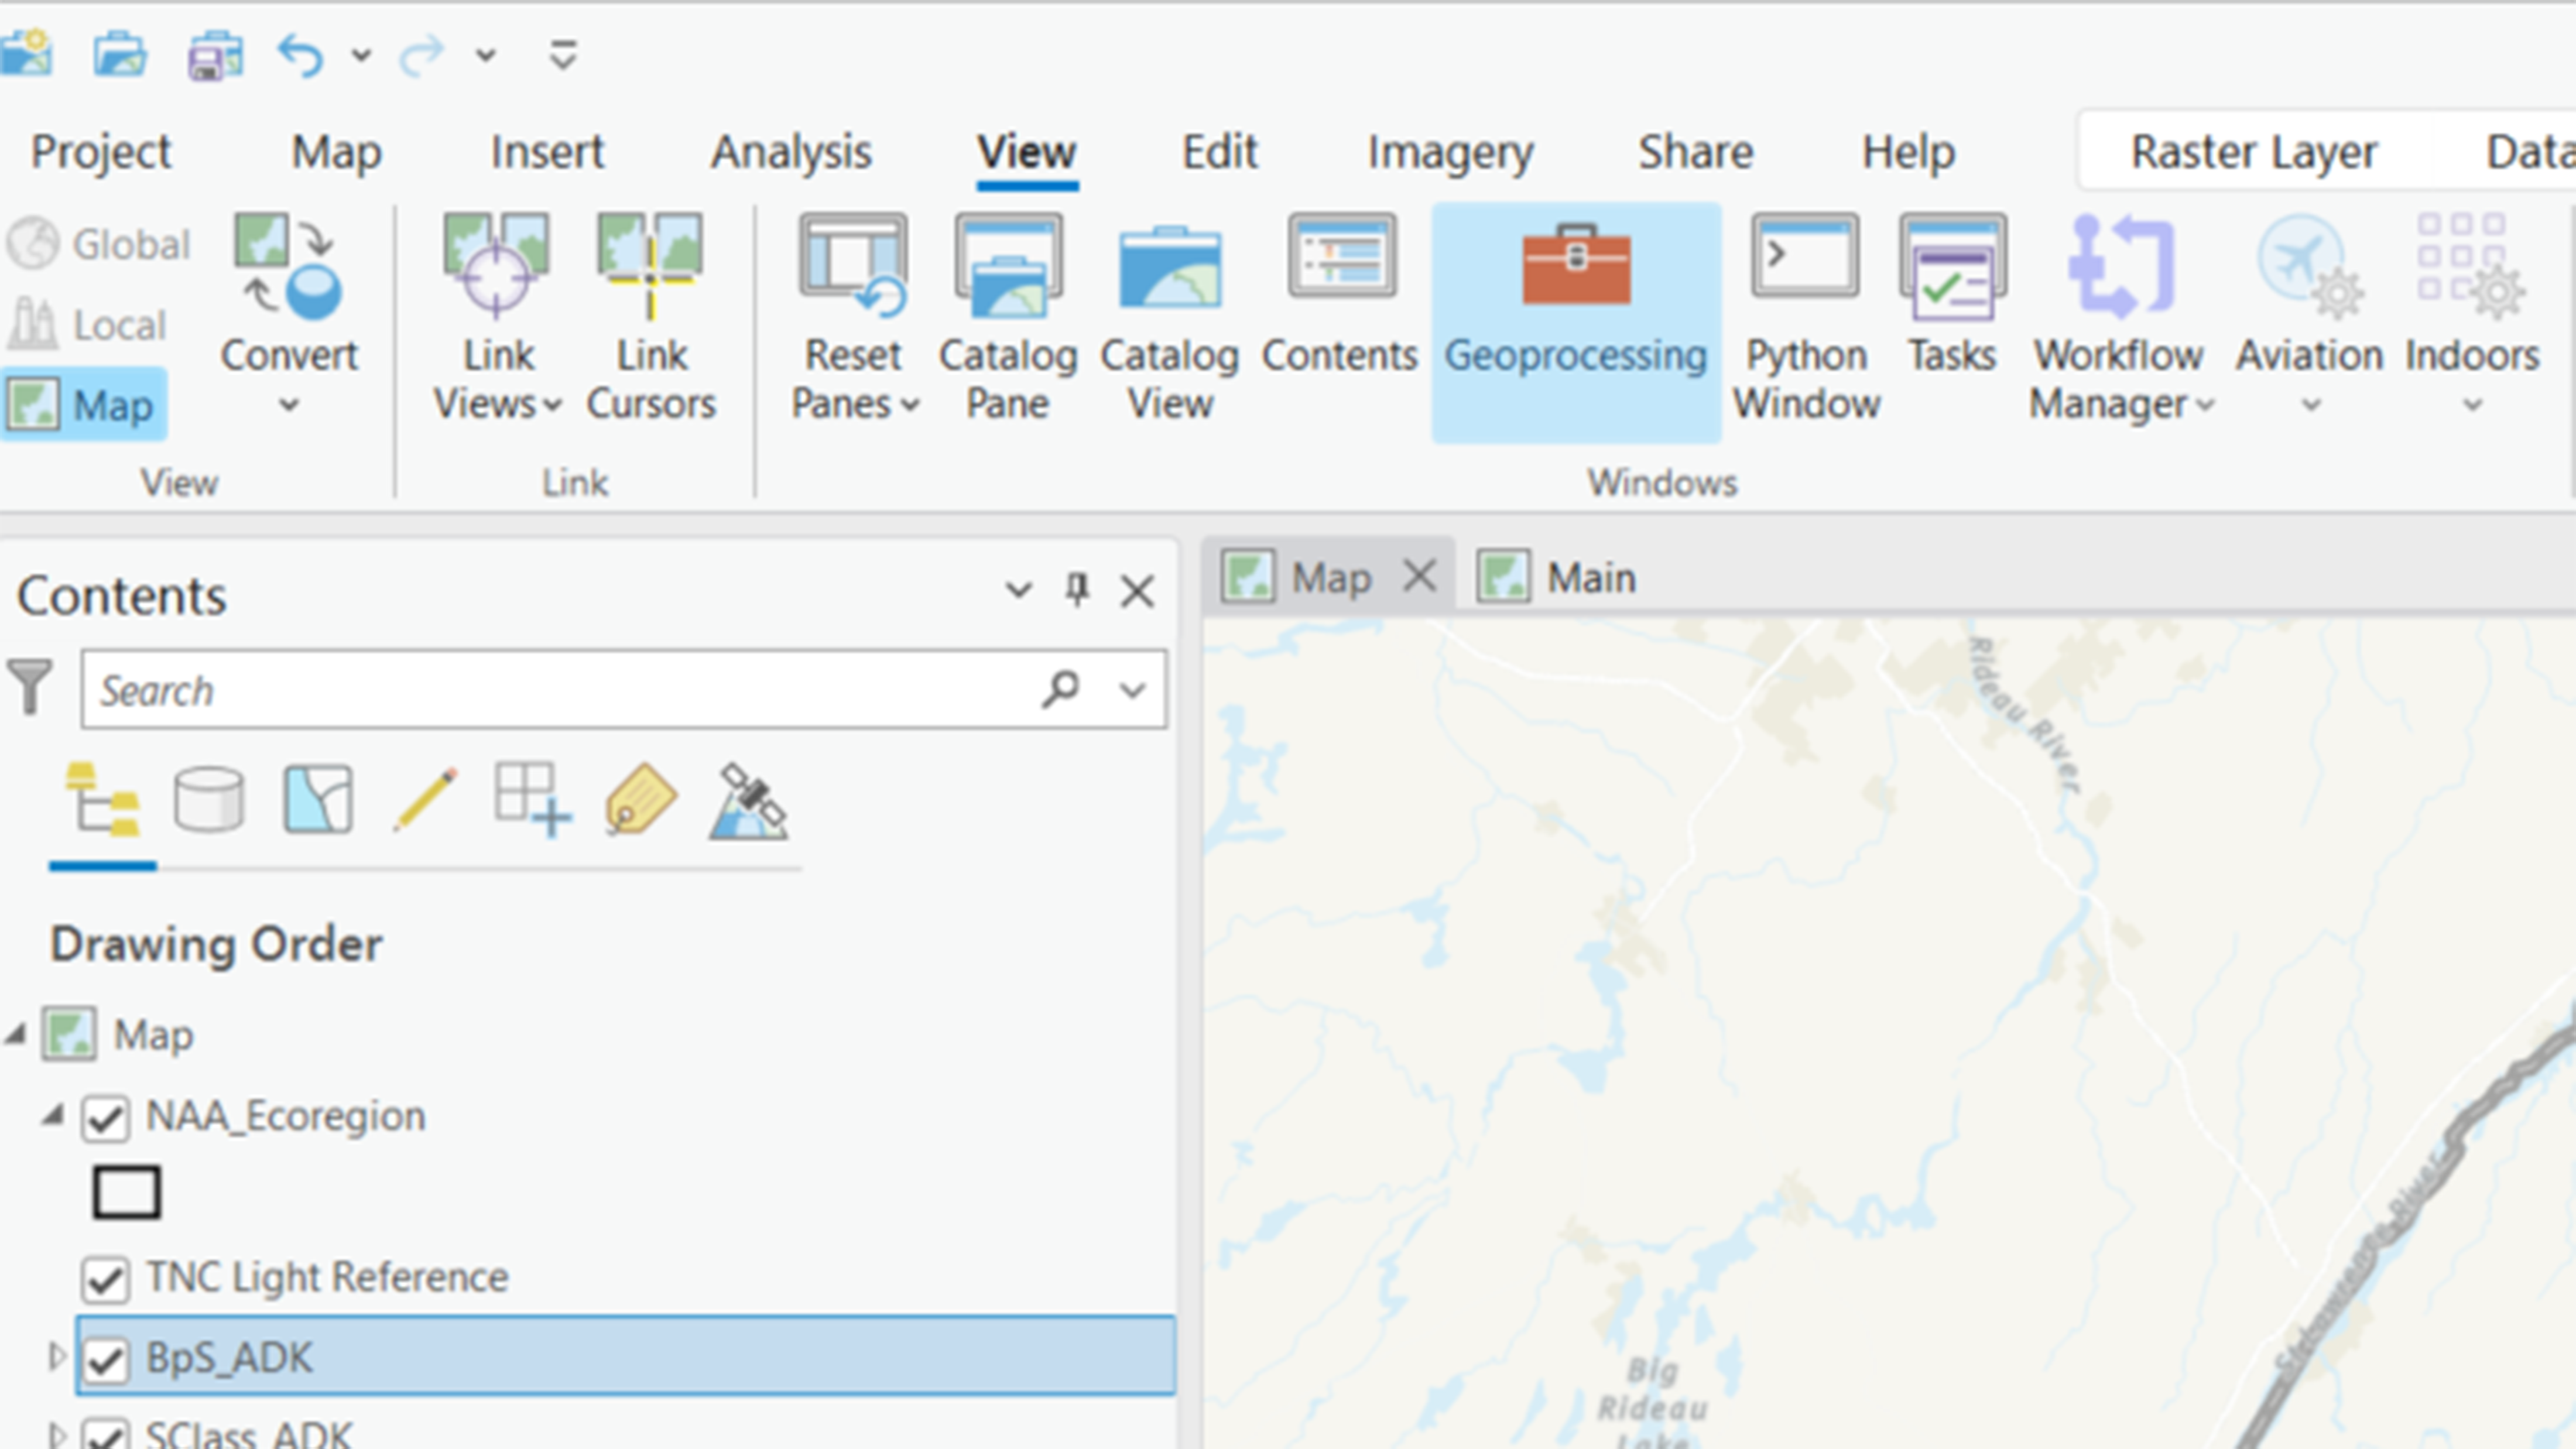 Project Map Insert Analysis View Edit Imagery Share Help Raster Layer Data
Global
Local
Map
Convert
Link Views
Link Cursors
Reset Panes
Catalog Pane
Catalog View
Contents
Geoprocessing
Python Window
Tasks
Workflow Manager
Aviation
Indoors
View Link Windows
Contents
Search
Drawing Order
Map
NAA_Ecoregion
TNC Light Reference
BpS_ADK
SClass_ADK
Map Main
Rideau River
Big
Rideau
Lake
River